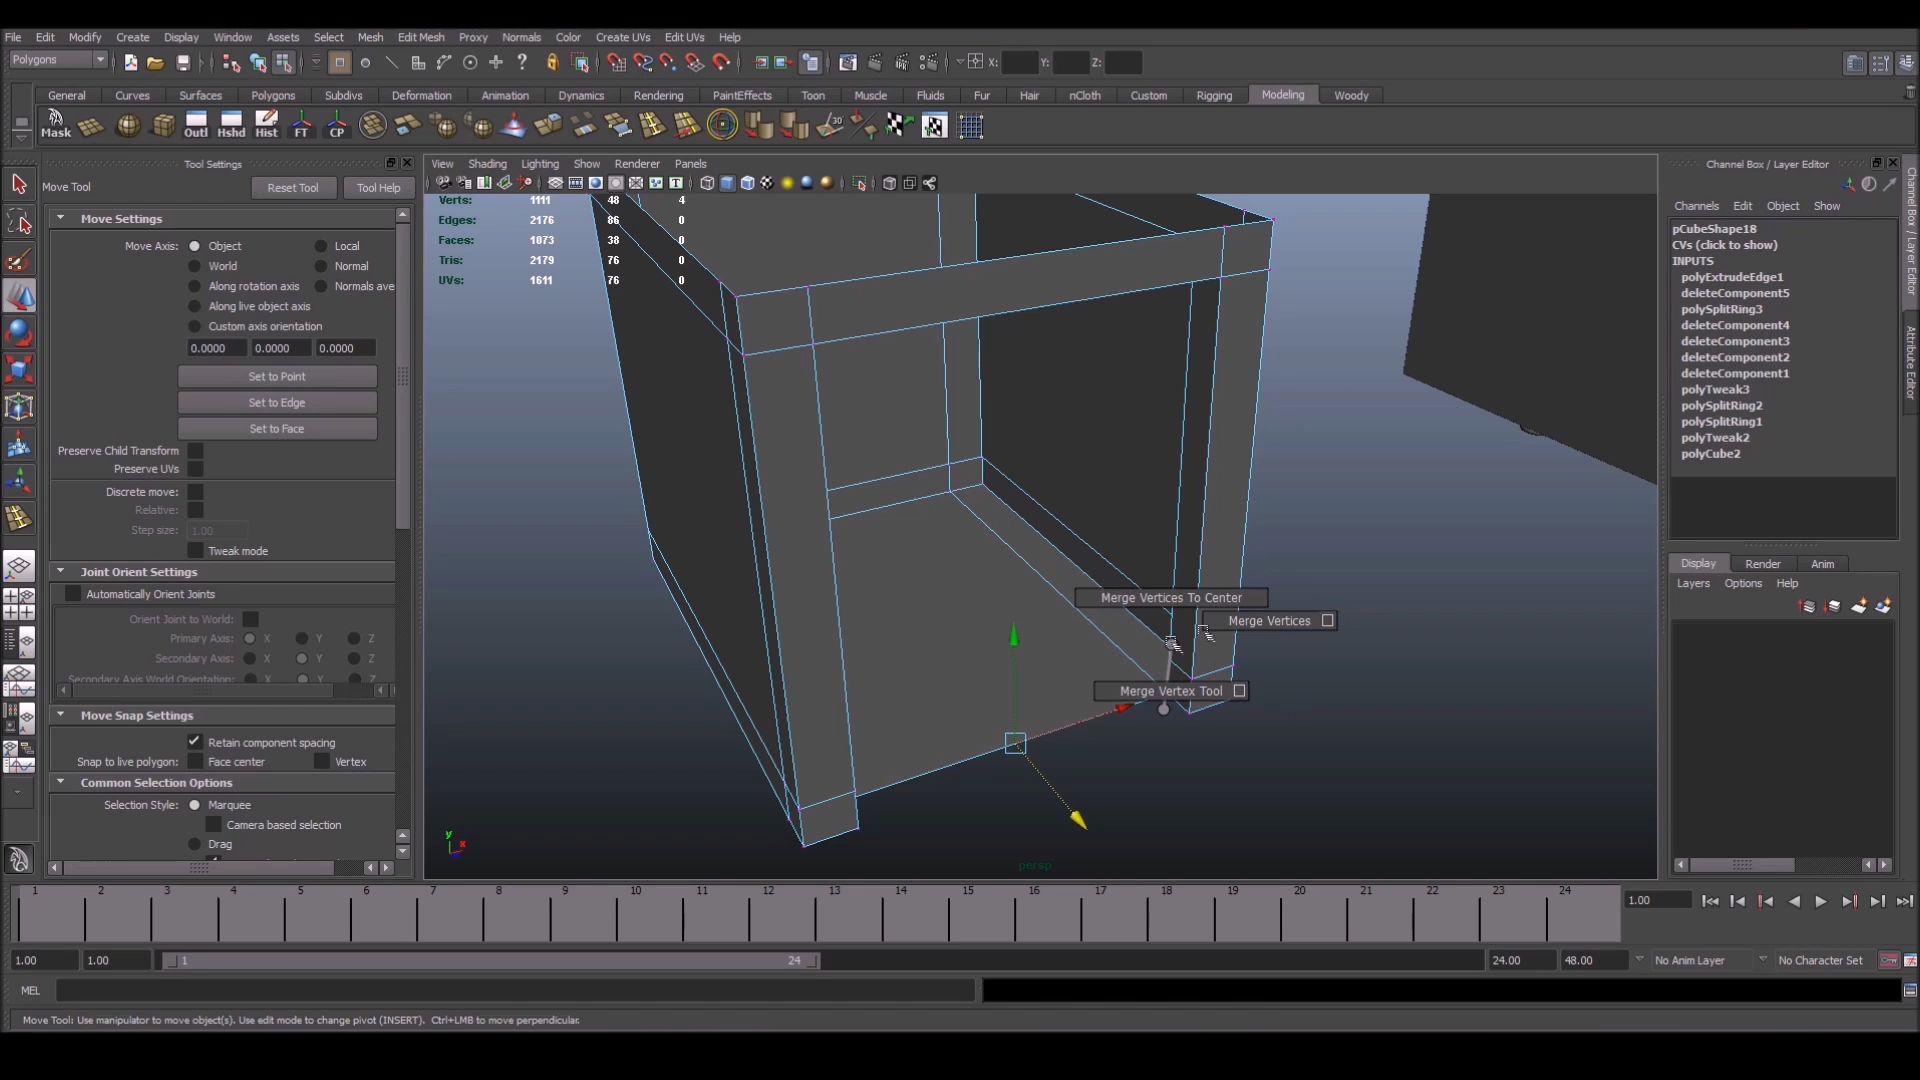 File Edit Modify Create Display Window Assets Select Mesh Edit Mesh Proxy Normals Color Create UVs Edit UVs Help
Polygons X: Y: Z:
General Curves Surfaces Polygons Subdivs Deformation Animation Dynamics Rendering PaintEffects Toon Muscle Fluids Fur Hair nCloth Custom Rigging Modeling Woody
Mask Outl Hshd Hist FT CP 30
Tool Settings
Move Tool Reset Tool Tool Help
Move Settings
Move Axis: Object Local
World Normal
Along rotation axis Normals ave
Along live object axis
Custom axis orientation
0.0000 0.0000 0.0000
Set to Point
Set to Edge
Set to Face
Preserve Child Transform
Preserve UVs
Discrete move:
Relative:
Step size: 1.00
Tweak mode
Joint Orient Settings
Automatically Orient Joints
Orient Joint to World:
Primary Axis: X Y Z
Secondary Axis: X Y Z
Secondary Axis World Orientation:
Move Snap Settings
Retain component spacing
Snap to live polygon: Face center Vertex
Common Selection Options
Selection Style: Marquee
Camera based selection
Drag
View Shading Lighting Show Renderer Panels
Verts: 1111 48 4
Edges: 2176 86 0
Faces: 1073 38 0
Tris: 2179 76 0
UVs: 1611 76 0
Merge Vertices To Center
Merge Vertices
Merge Vertex Tool
y
x
persp
Channel Box / Layer Editor
Channels Edit Object Show
pCubeShape18
CVs (click to show)
INPUTS
polyExtrudeEdge1
deleteComponent5
polySplitRing3
deleteComponent4
deleteComponent3
deleteComponent2
deleteComponent1
polyTweak3
polySplitRing2
polySplitRing1
polyTweak2
polyCube2
Display Render Anim
Layers Options Help
Channel Box / Layer Editor
Attribute Editor
1 2 3 4 5 6 7 8 9 10 11 12 13 14 15 16 17 18 19 20 21 22 23 24
1.00
1.00 1.00 1 24 24.00 48.00 No Anim Layer No Character Set
MEL
Move Tool: Use manipulator to move object(s). Use edit mode to change pivot (INSERT). Ctrl+LMB to move perpendicular.